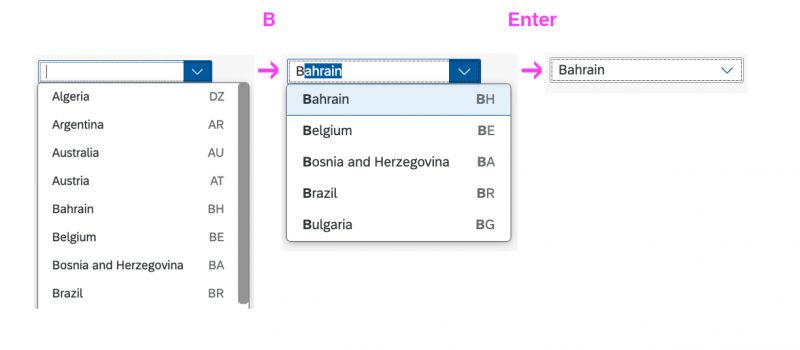 B
Enter
Algeria DZ
Argentina AR
Australia AU
Austria AT
Bahrain BH
Belgium BE
Bosnia and Herzegovina BA
Brazil BR
Bahrain
Bahrain BH
Belgium BE
Bosnia and Herzegovina BA
Brazil BR
Bulgaria BG
Bahrain